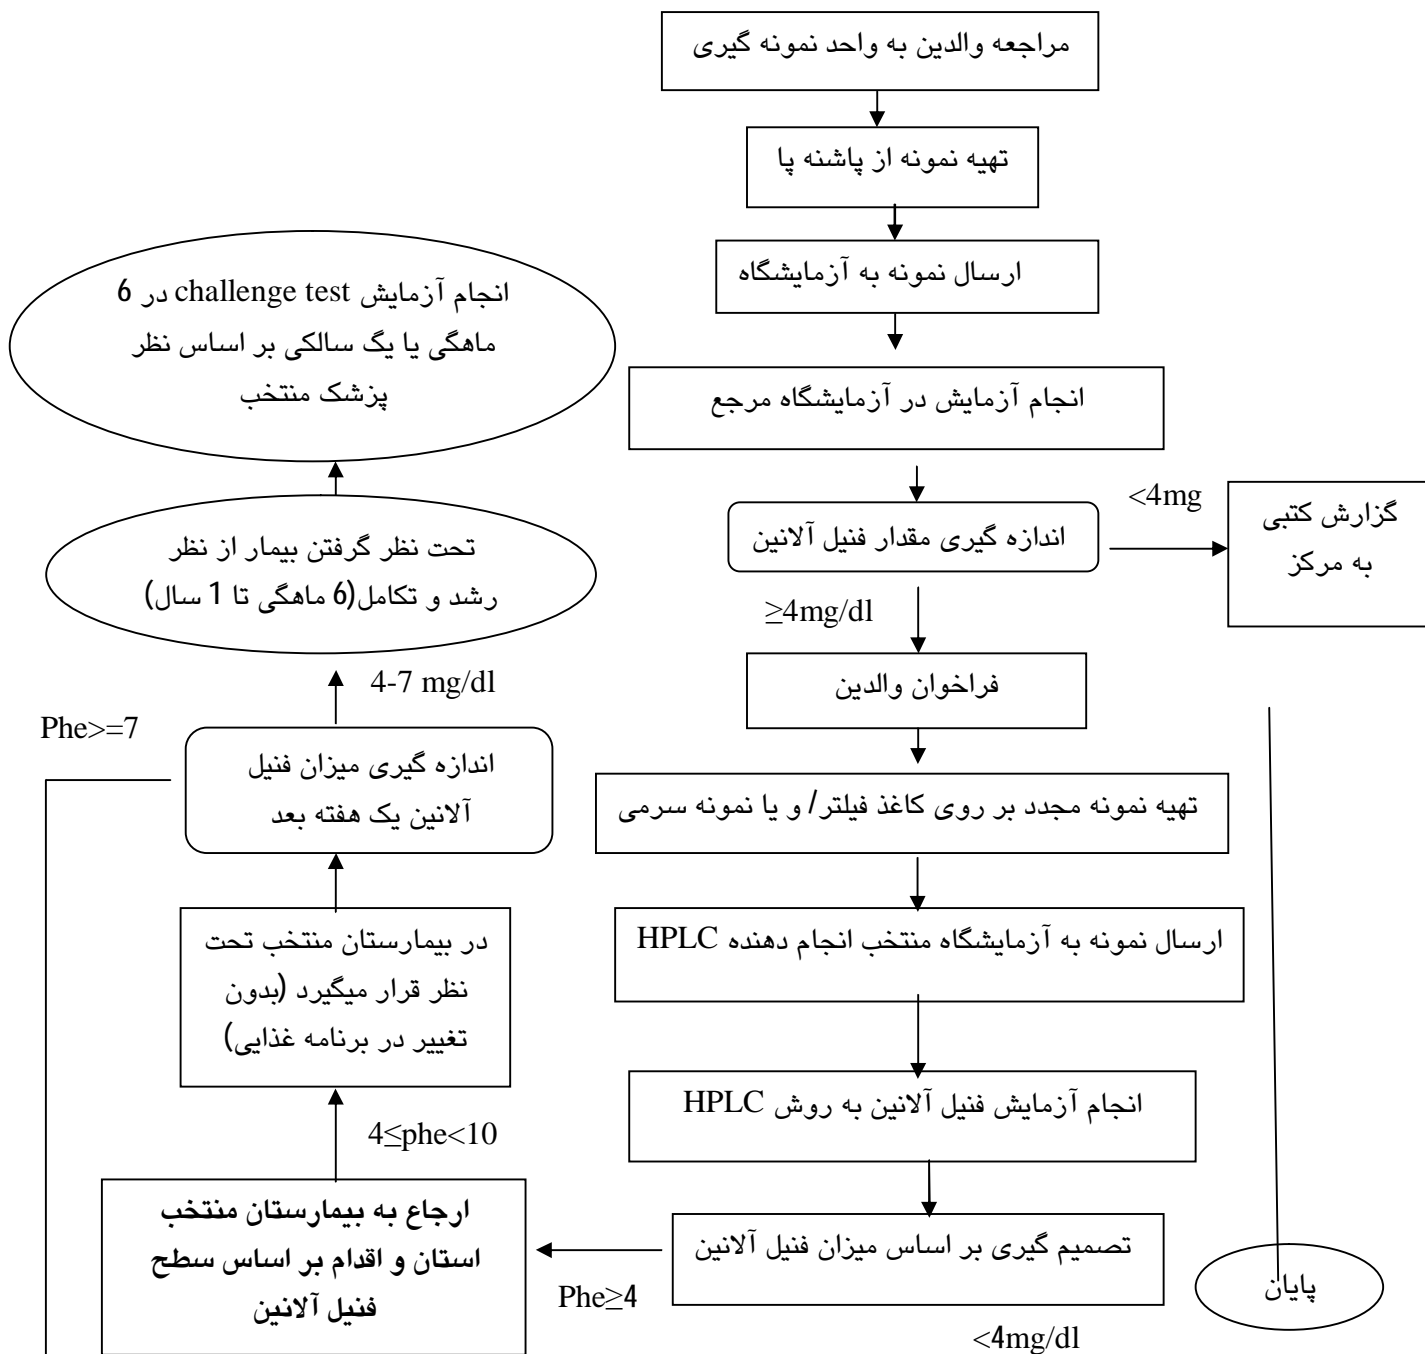 مراجعه والدین به واحد نمونه گیری
تهیه نمونه از پاشنه پا
ارسال نمونه به آزمایشگاه
انجام آزمایش در آزمایشگاه مرجع
<4mg
گزارش کتبی
به مرکز
اندازه گیری مقدار فنیل آلانین
≥4mg/dl
فراخوان والدین
تهیه نمونه مجدد بر روی کاغذ فیلتر/ و یا نمونه سرمی
ارسال نمونه به آزمایشگاه منتخب انجام دهنده HPLC
انجام آزمایش فنیل آلانین به روش HPLC
تصمیم گیری بر اساس میزان فنیل آلانین
<4mg/dl
پایان
Phe≥4
ارجاع به بیمارستان منتخب
استان و اقدام بر اساس سطح
فنیل آلانین
4≤phe<10
در بیمارستان منتخب تحت
نظر قرار میگیرد (بدون
تغییر در برنامه غذایی)
اندازه گیری میزان فنیل
آلانین یک هفته بعد
Phe>=7
4-7 mg/dl
تحت نظر گرفتن بیمار از نظر
رشد و تکامل(6 ماهگی تا 1 سال)
انجام آزمایش challenge test در 6
ماهگی یا یگ سالکی بر اساس نظر
پزشک منتخب